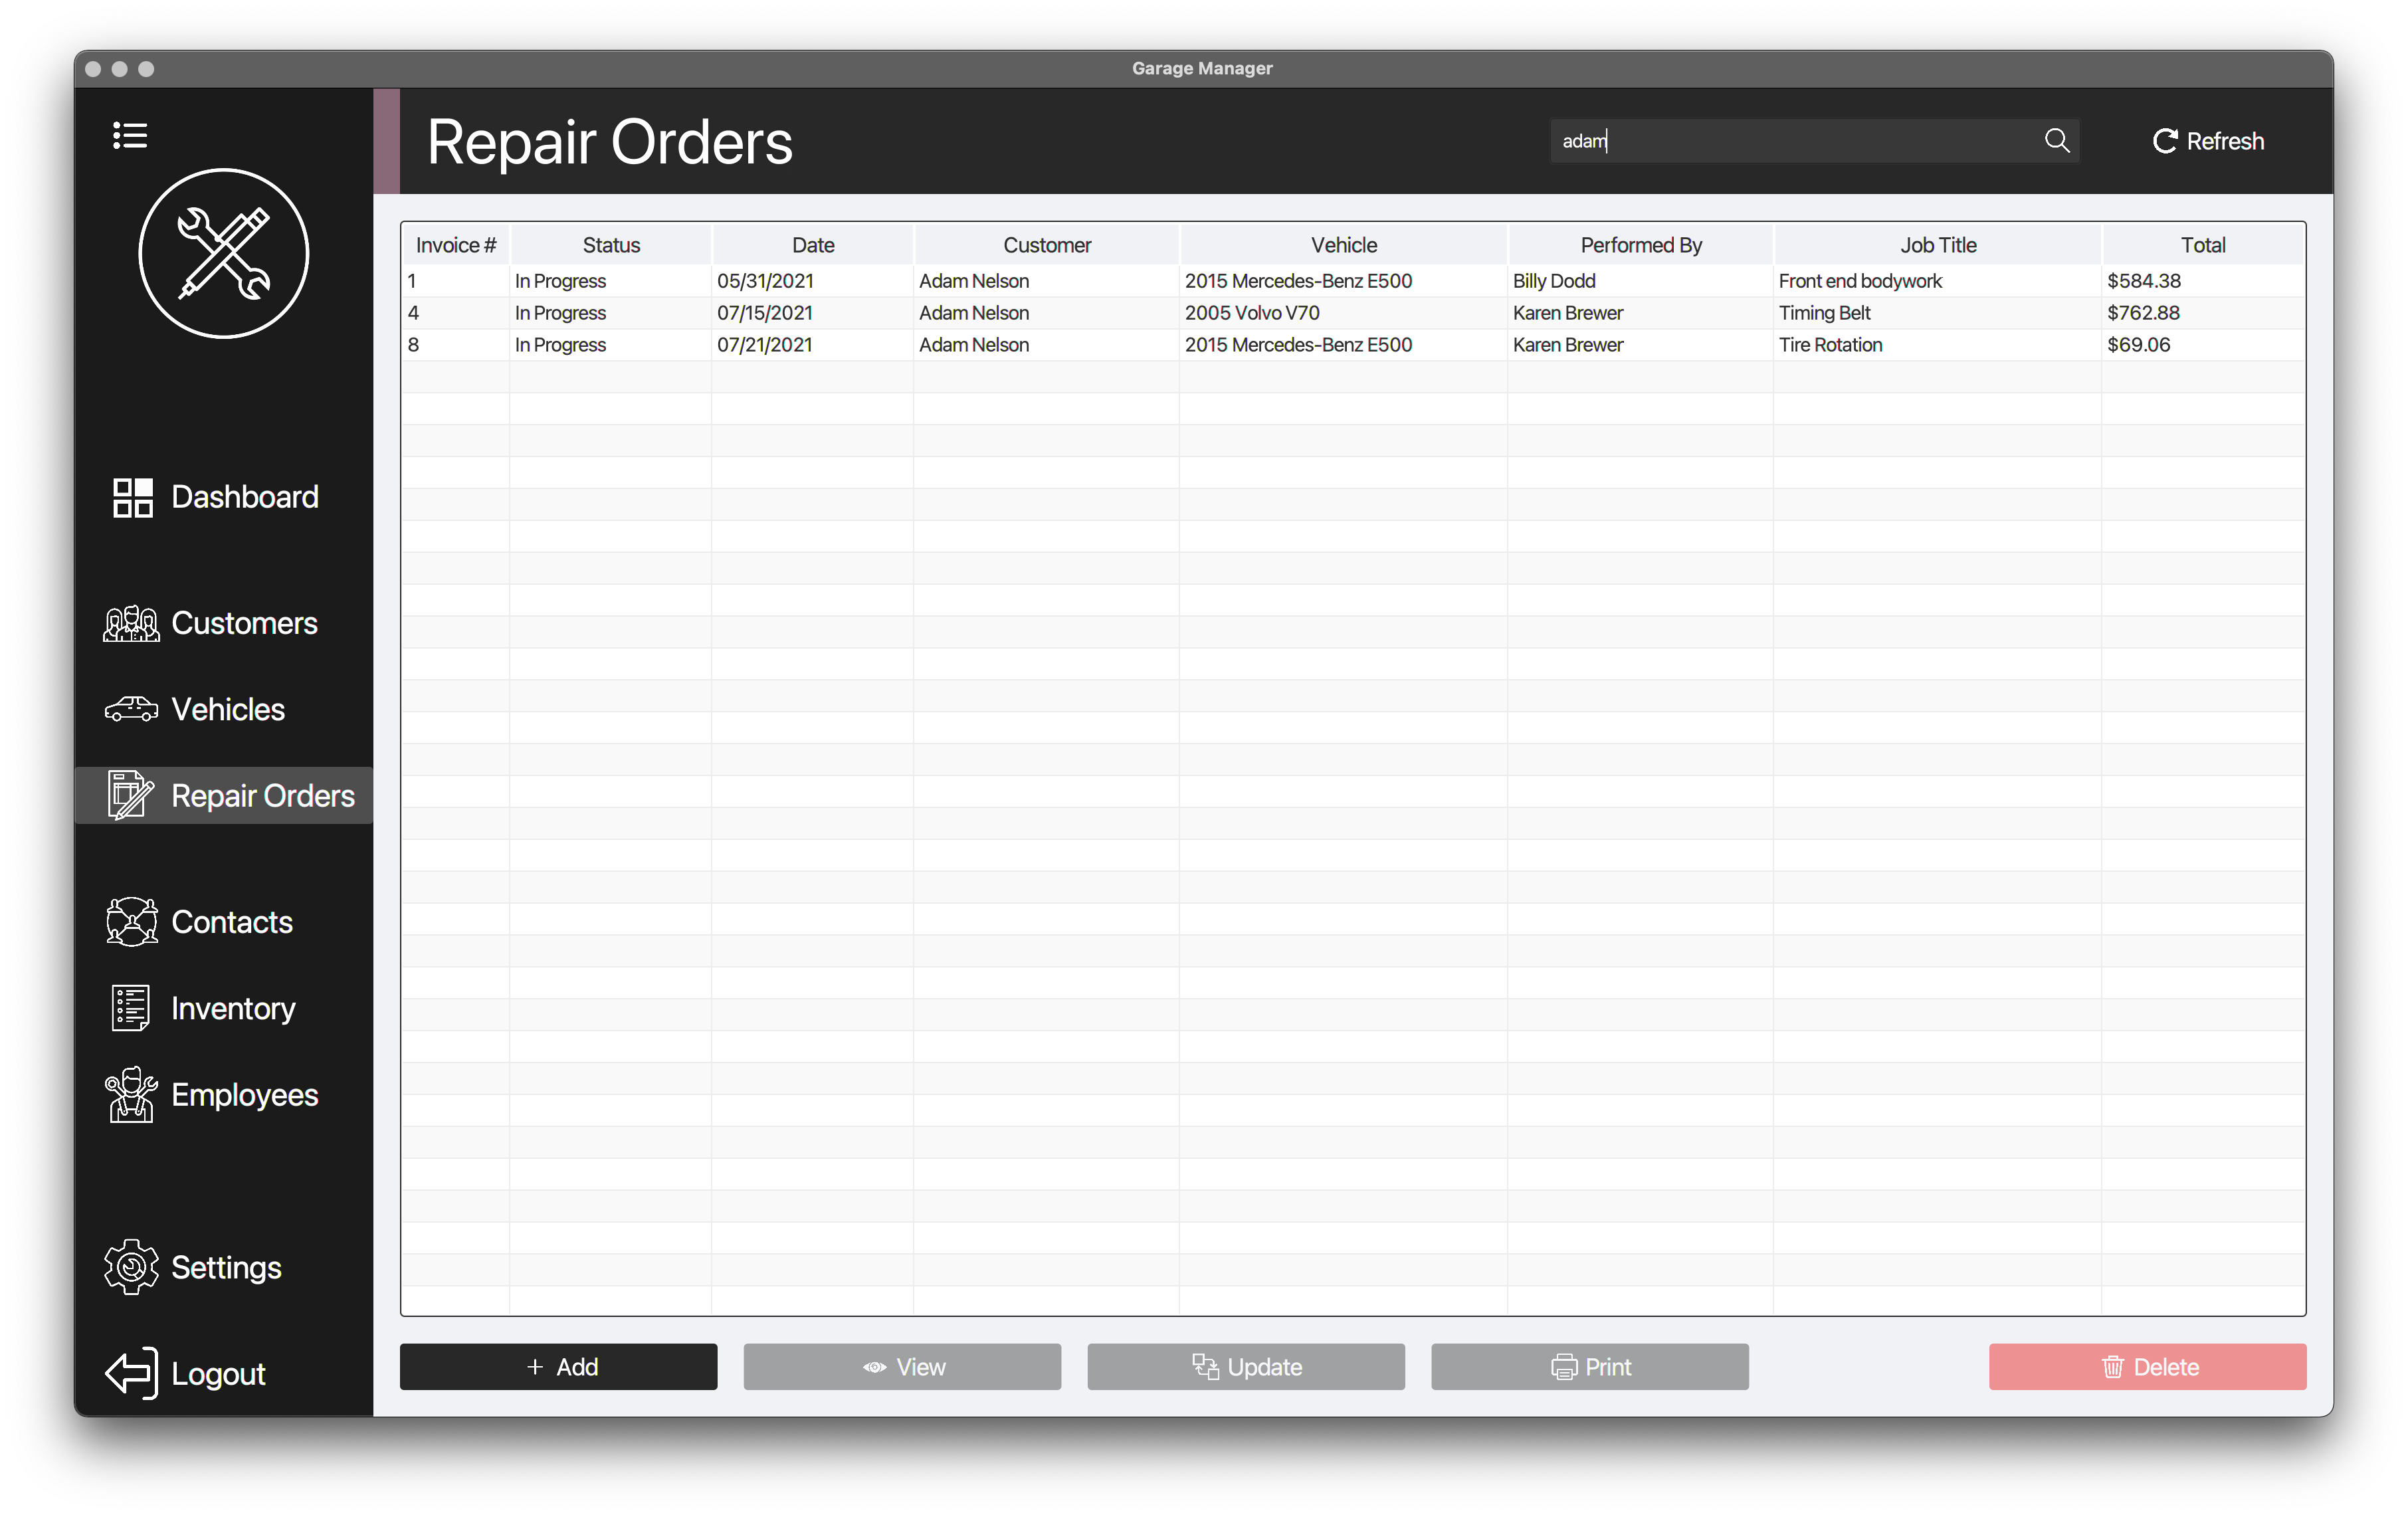 Garage Manager
Repair Orders
adam
Refresh
Dashboard
Customers
Vehicles
Repair Orders
Contacts
Inventory
Employees
Settings
Logout
Invoice # Status Date Customer Vehicle Performed By Job Title Total
1 In Progress 05/31/2021 Adam Nelson 2015 Mercedes-Benz E500 Billy Dodd Front end bodywork $584.38
4 In Progress 07/15/2021 Adam Nelson 2005 Volvo V70 Karen Brewer Timing Belt $762.88
8 In Progress 07/21/2021 Adam Nelson 2015 Mercedes-Benz E500 Karen Brewer Tire Rotation $69.06
+ Add View Update Print Delete